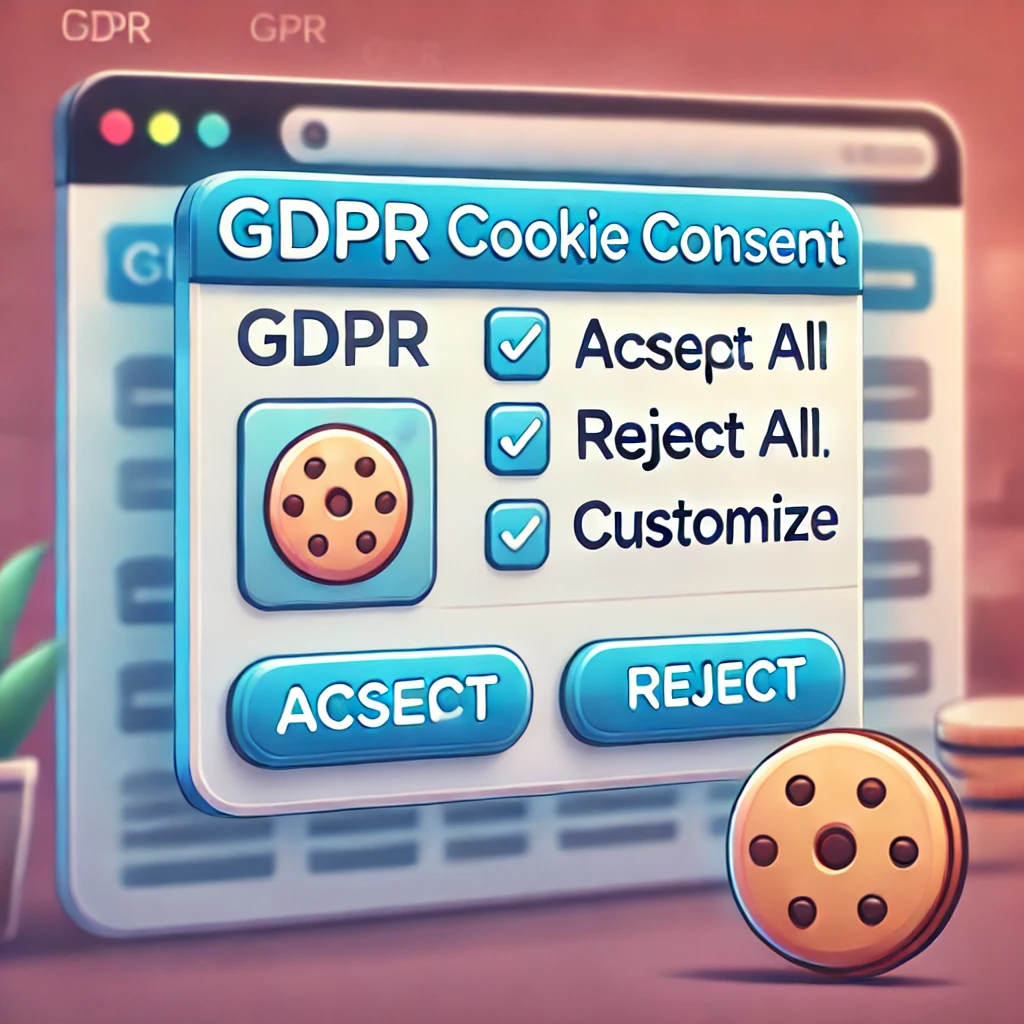 GDPR GPR
GDPR Cookie Consent
GDPR
Acsept All
Reject All.
Customize
ACSECT
REJECT